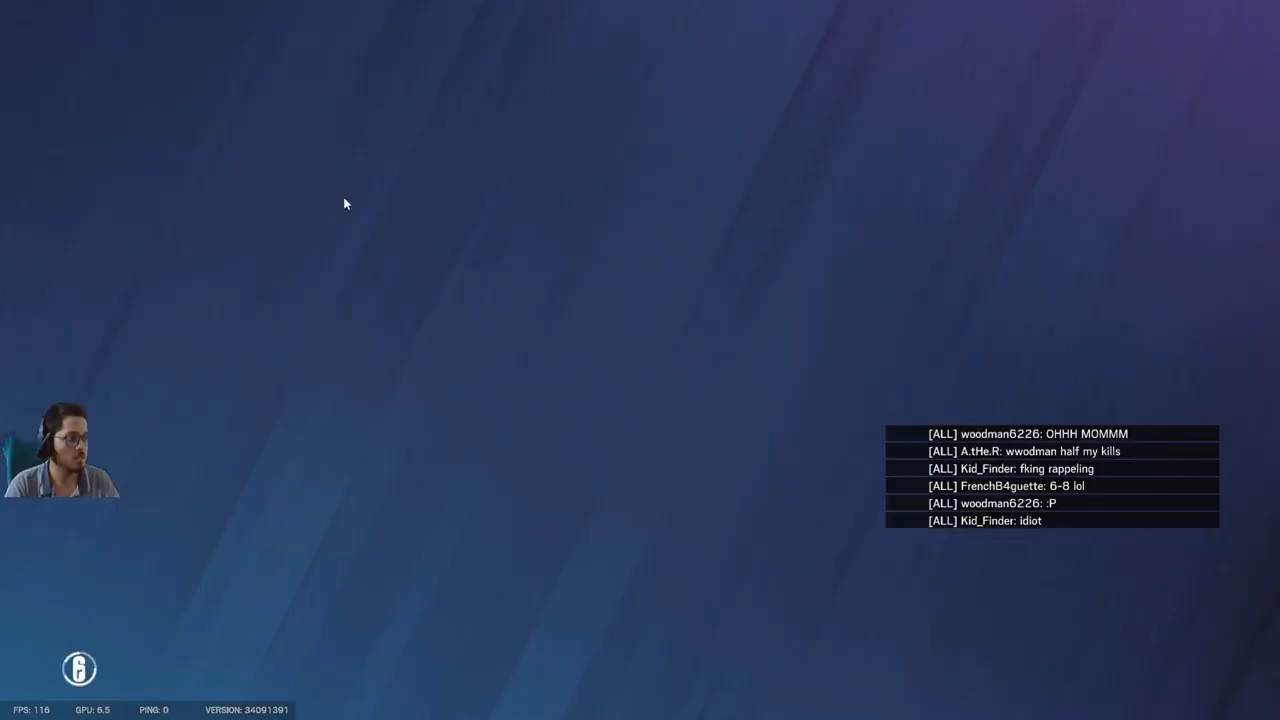 [ALL] woodman6226: OHHH MOMMM
[ALL] A.tHe.R: wwodman half my kills
[ALL] Kid_Finder: fking rappeling
[ALL] FrenchB4guette: 6-8 lol
[ALL] woodman6226: :P
[ALL] Kid_Finder: idiot
6
FPS: 116 GPU: 6.5 PING: 0 VERSION: 34091391